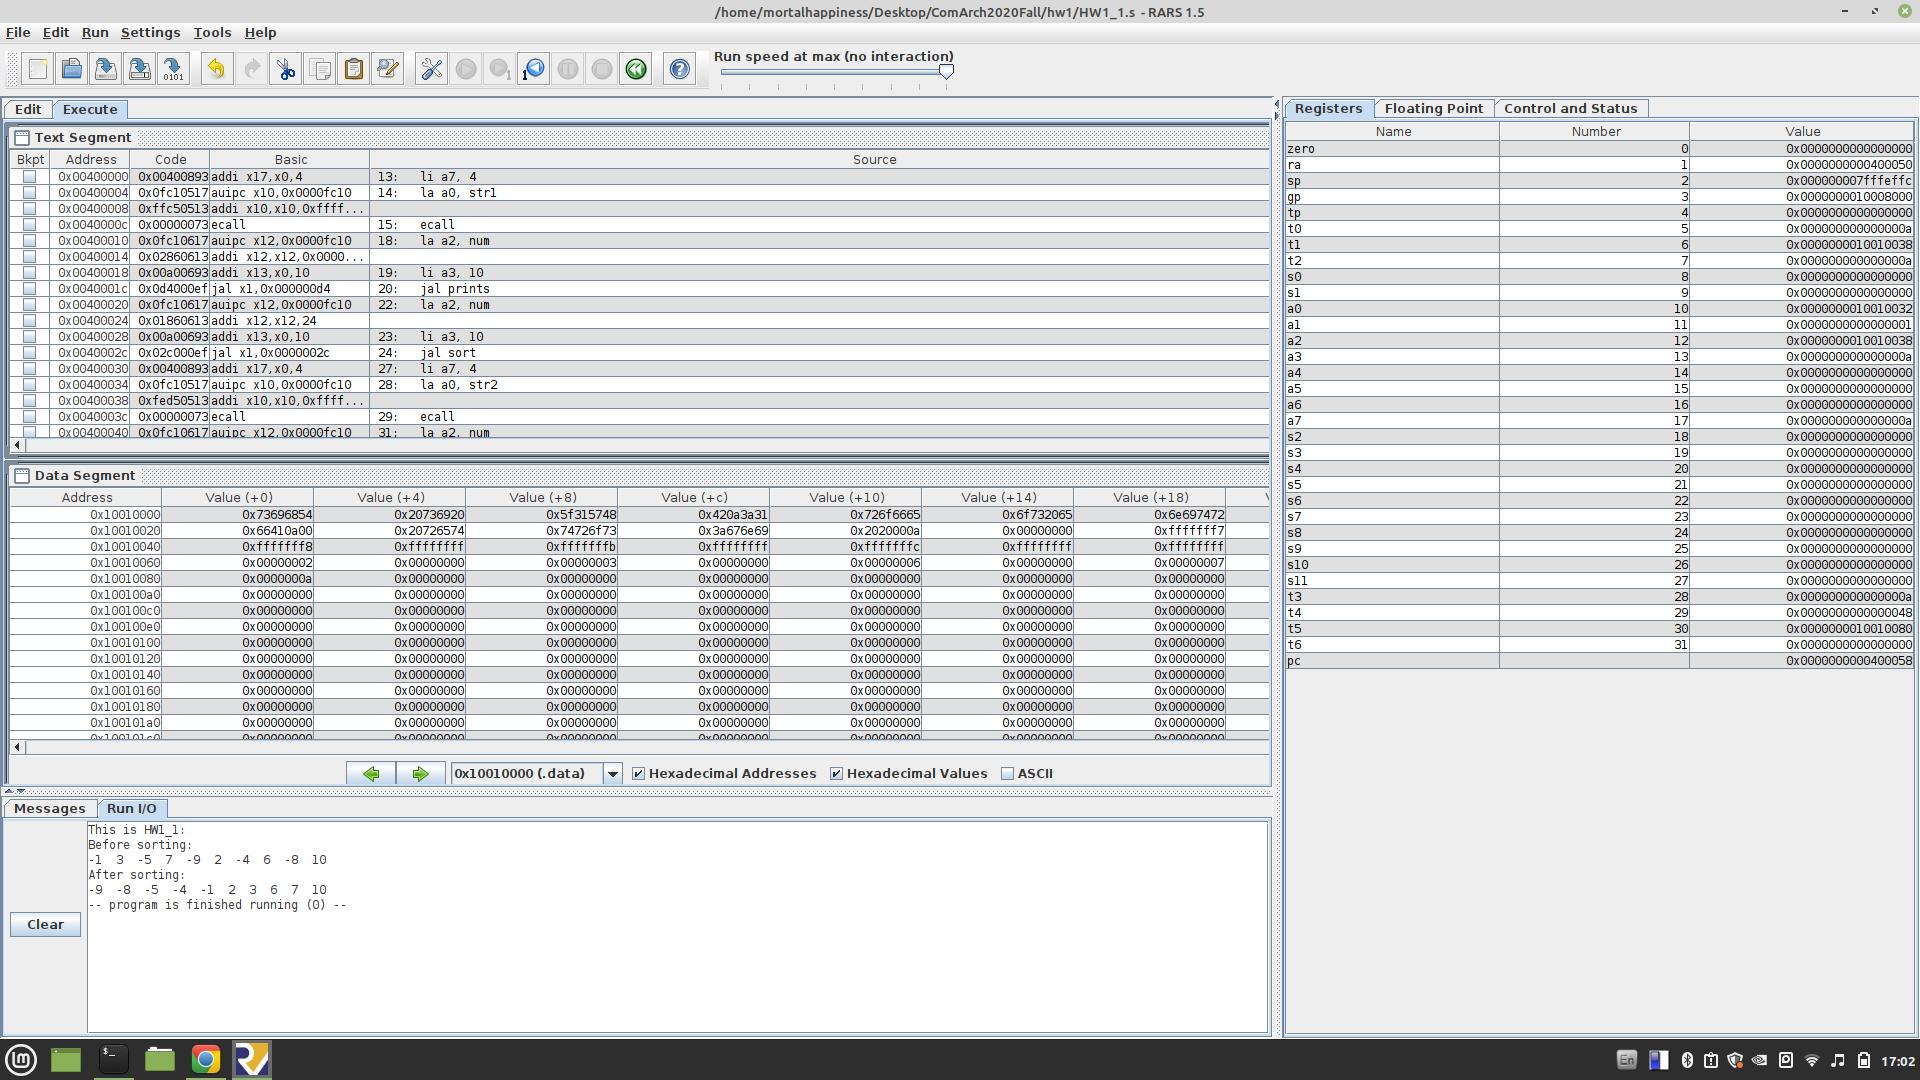 /home/mortalhappiness/Desktop/ComArch2020Fall/hw1/HW1_1.s - RARS 1.5
File Edit Run Settings Tools Help
Run speed at max (no interaction)
Edit Execute
Text Segment
Bkpt Address Code Basic Source
0x00400000 0x00400893 addi x17,x0,4 13: li a7, 4
0x00400004 0x0fc10517 auipc x10,0x0000fc10 14: la a0, str1
0x00400008 0xffc50513 addi x10,x10,0xffff...
0x0040000c 0x00000073 ecall 15: ecall
0x00400010 0x0fc10617 auipc x12,0x0000fc10 18: la a2, num
0x00400014 0x02860613 addi x12,x12,0x0000...
0x00400018 0x00a00693 addi x13,x0,10 19: li a3, 10
0x0040001c 0x0d4000ef jal x1,0x000000d4 20: jal prints
0x00400020 0x0fc10617 auipc x12,0x0000fc10 22: la a2, num
0x00400024 0x01860613 addi x12,x12,24
0x00400028 0x00a00693 addi x13,x0,10 23: li a3, 10
0x0040002c 0x02c000ef jal x1,0x0000002c 24: jal sort
0x00400030 0x00400893 addi x17,x0,4 27: li a7, 4
0x00400034 0x0fc10517 auipc x10,0x0000fc10 28: la a0, str2
0x00400038 0xfed50513 addi x10,x10,0xffff...
0x0040003c 0x00000073 ecall 29: ecall
0x00400040 0x0fc10617 auipc x12,0x0000fc10 31: la a2, num
Data Segment
Address Value (+0) Value (+4) Value (+8) Value (+c) Value (+10) Value (+14) Value (+18)
0x10010000 0x73696854 0x20736920 0x5f315748 0x420a3a31 0x726f6665 0x6f732065 0x6e697472
0x10010020 0x66410a00 0x20726574 0x74726f73 0x3a676e69 0x2020000a 0x00000000 0xfffffff7
0x10010040 0xfffffff8 0xffffffff 0xfffffffb 0xffffffff 0xfffffffc 0xffffffff 0xffffffff
0x10010060 0x00000002 0x00000000 0x00000003 0x00000000 0x00000006 0x00000000 0x00000007
0x10010080 0x0000000a 0x00000000 0x00000000 0x00000000 0x00000000 0x00000000 0x00000000
0x100100a0 0x00000000 0x00000000 0x00000000 0x00000000 0x00000000 0x00000000 0x00000000
0x100100c0 0x00000000 0x00000000 0x00000000 0x00000000 0x00000000 0x00000000 0x00000000
0x100100e0 0x00000000 0x00000000 0x00000000 0x00000000 0x00000000 0x00000000 0x00000000
0x10010100 0x00000000 0x00000000 0x00000000 0x00000000 0x00000000 0x00000000 0x00000000
0x10010120 0x00000000 0x00000000 0x00000000 0x00000000 0x00000000 0x00000000 0x00000000
0x10010140 0x00000000 0x00000000 0x00000000 0x00000000 0x00000000 0x00000000 0x00000000
0x10010160 0x00000000 0x00000000 0x00000000 0x00000000 0x00000000 0x00000000 0x00000000
0x10010180 0x00000000 0x00000000 0x00000000 0x00000000 0x00000000 0x00000000 0x00000000
0x100101a0 0x00000000 0x00000000 0x00000000 0x00000000 0x00000000 0x00000000 0x00000000
0x100101c0 0x00000000 0x00000000 0x00000000 0x00000000 0x00000000 0x00000000 0x00000000
0x10010000 (.data) Hexadecimal Addresses Hexadecimal Values ASCII
Messages Run I/O
This is HW1_1:
Before sorting:
-1 3 -5 7 -9 2 -4 6 -8 10
After sorting:
-9 -8 -5 -4 -1 2 3 6 7 10
-- program is finished running (0) --
Clear
Registers Floating Point Control and Status
Name Number Value
zero 0 0x0000000000000000
ra 1 0x0000000000400050
sp 2 0x000000007fffeffc
gp 3 0x0000000010008000
tp 4 0x0000000000000000
t0 5 0x000000000000000a
t1 6 0x0000000010010038
t2 7 0x000000000000000a
s0 8 0x0000000000000000
s1 9 0x0000000000000000
a0 10 0x0000000010010032
a1 11 0x0000000000000001
a2 12 0x0000000010010038
a3 13 0x000000000000000a
a4 14 0x0000000000000000
a5 15 0x0000000000000000
a6 16 0x0000000000000000
a7 17 0x000000000000000a
s2 18 0x0000000000000000
s3 19 0x0000000000000000
s4 20 0x0000000000000000
s5 21 0x0000000000000000
s6 22 0x0000000000000000
s7 23 0x0000000000000000
s8 24 0x0000000000000000
s9 25 0x0000000000000000
s10 26 0x0000000000000000
s11 27 0x0000000000000000
t3 28 0x000000000000000a
t4 29 0x0000000000000048
t5 30 0x0000000010010080
t6 31 0x0000000000000000
pc 0x0000000000400058
En 17:02